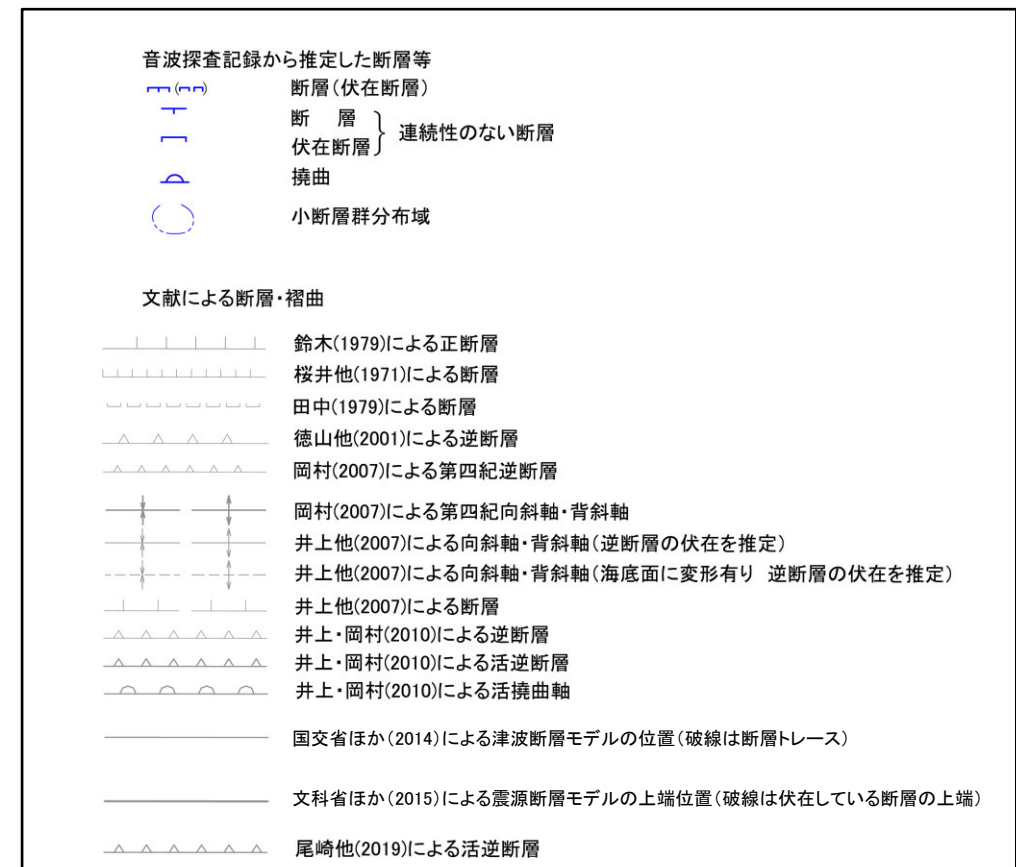 音波探査記録から推定した断層等
( ) 断層(伏在断層)
断　層
伏在断層
連続性のない断層
撓曲
小断層群分布域
文献による断層・褶曲
鈴木(1979)による正断層
桜井他(1971)による断層
田中(1979)による断層
徳山他(2001)による逆断層
岡村(2007)による第四紀逆断層
岡村(2007)による第四紀向斜軸・背斜軸
井上他(2007)による向斜軸・背斜軸(逆断層の伏在を推定)
井上他(2007)による向斜軸・背斜軸(海底面に変形有り 逆断層の伏在を推定)
井上他(2007)による断層
井上・岡村(2010)による逆断層
井上・岡村(2010)による活逆断層
井上・岡村(2010)による活撓曲軸
国交省ほか(2014)による津波断層モデルの位置(破線は断層トレース)
文科省ほか(2015)による震源断層モデルの上端位置(破線は伏在している断層の上端)
尾崎他(2019)による活逆断層